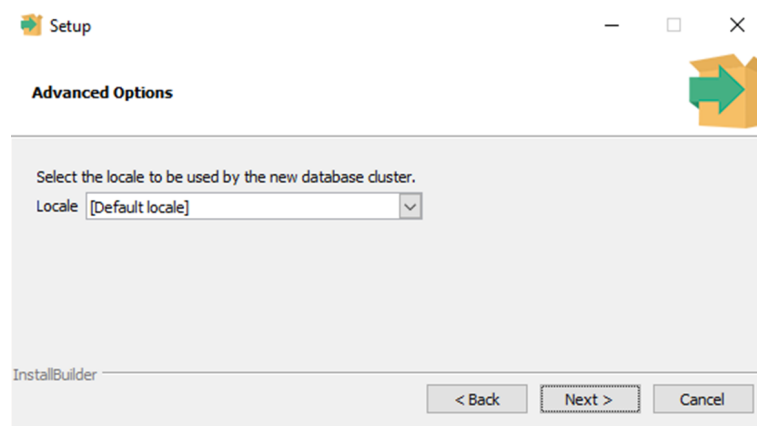 Setup
Advanced Options
Select the locale to be used by the new database cluster.
Locale [Default locale]
InstallBuilder
< Back Next > Cancel